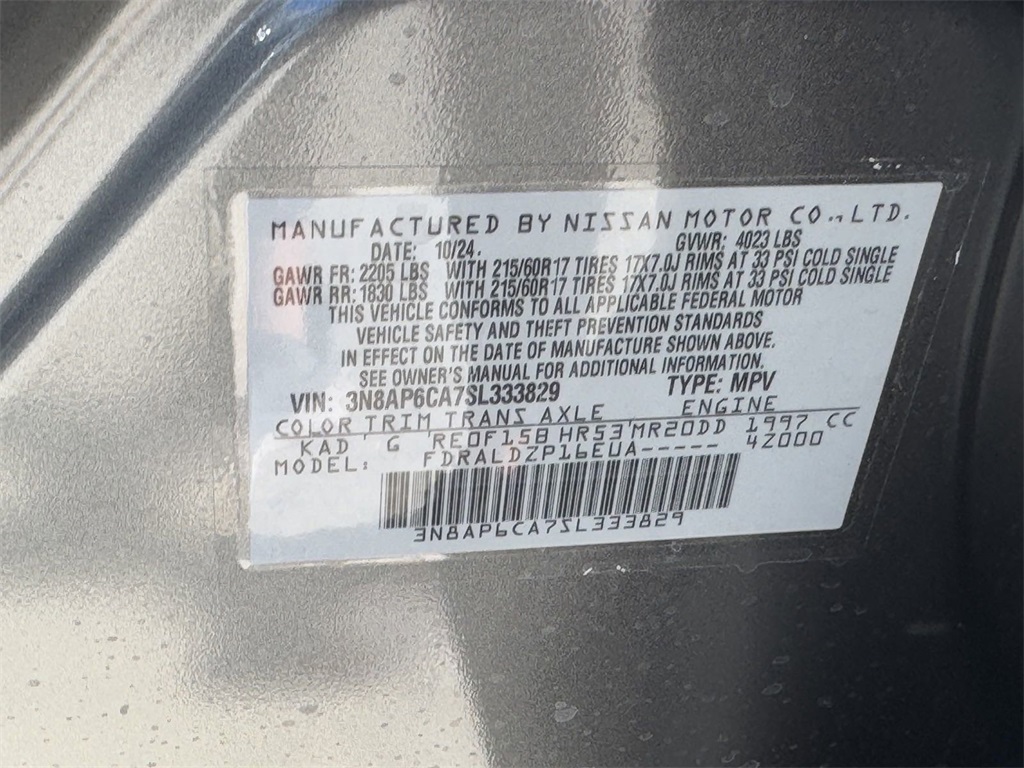 MANUFACTURED BY NISSAN MOTOR CO.,LTD.
DATE: 10/24. GVWR: 4023 LBS
GAWR FR: 2205 LBS WITH 215/60R17 TIRES 17X7.0J RIMS AT 33 PSI COLD SINGLE
GAWR RR: 1830 LBS WITH 215/60R17 TIRES 17X7.0J RIMS AT 33 PSI COLD SINGLE
THIS VEHICLE CONFORMS TO ALL APPLICABLE FEDERAL MOTOR
VEHICLE SAFETY AND THEFT PREVENTION STANDARDS
IN EFFECT ON THE DATE OF MANUFACTURE SHOWN ABOVE.
SEE OWNER'S MANUAL FOR ADDITIONAL INFORMATION.
VIN: 3N8AP6CA7SL333829 TYPE: MPV
COLOR TRIM TRANS AXLE ENGINE
KAD G RE0F15B HR53 MR20DD 1997 CC
MODEL: FDRALDZP16EUA----- 4Z000
3N8AP6CA7SL333829